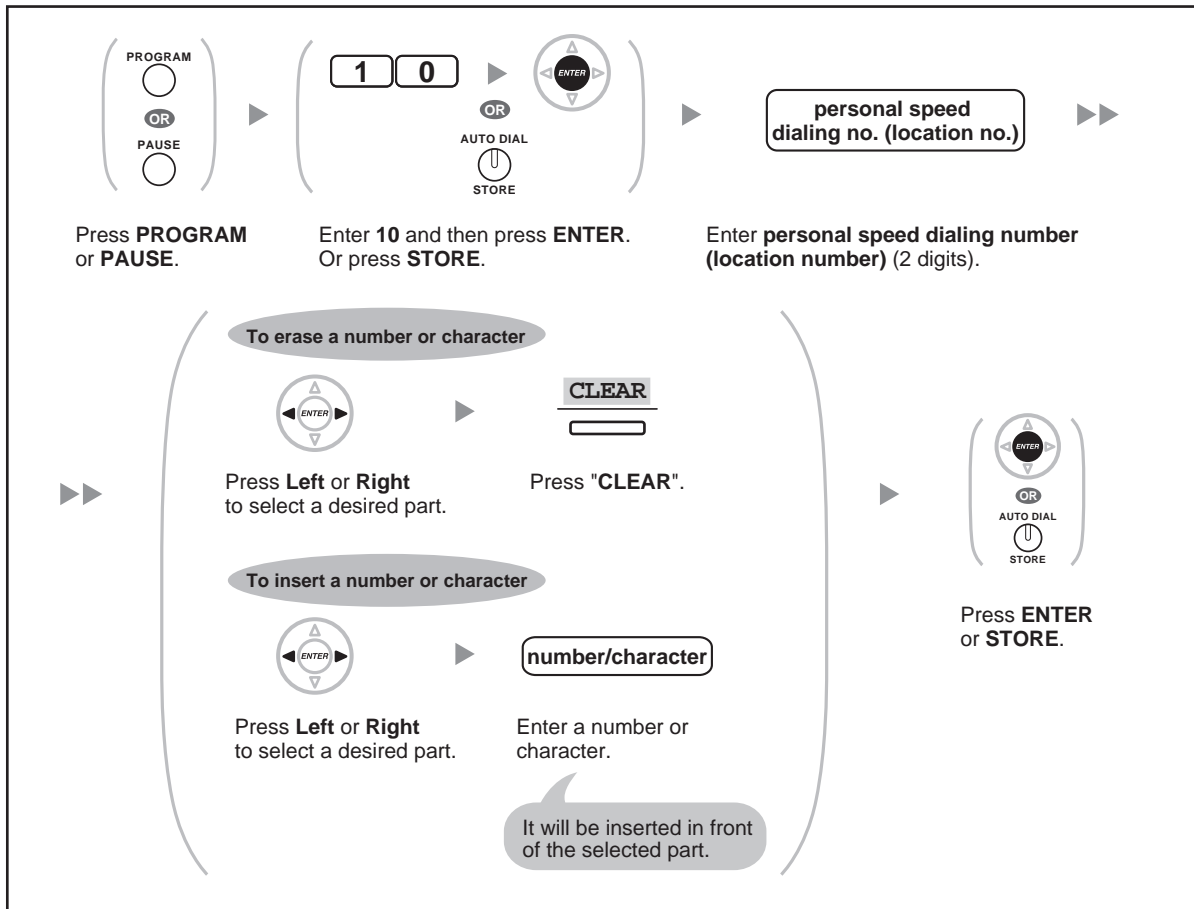 PROGRAM
OR
PAUSE
1 0
ENTER
OR
AUTO DIAL
STORE
personal speed
dialing no. (location no.)
Press PROGRAM
or PAUSE.
Enter 10 and then press ENTER.
Or press STORE.
Enter personal speed dialing number
(location number) (2 digits).
To erase a number or character
ENTER
CLEAR
Press Left or Right
to select a desired part.
Press "CLEAR".
To insert a number or character
ENTER
number/character
Press Left or Right
to select a desired part.
Enter a number or
character.
It will be inserted in front
of the selected part.
ENTER
OR
AUTO DIAL
STORE
Press ENTER
or STORE.